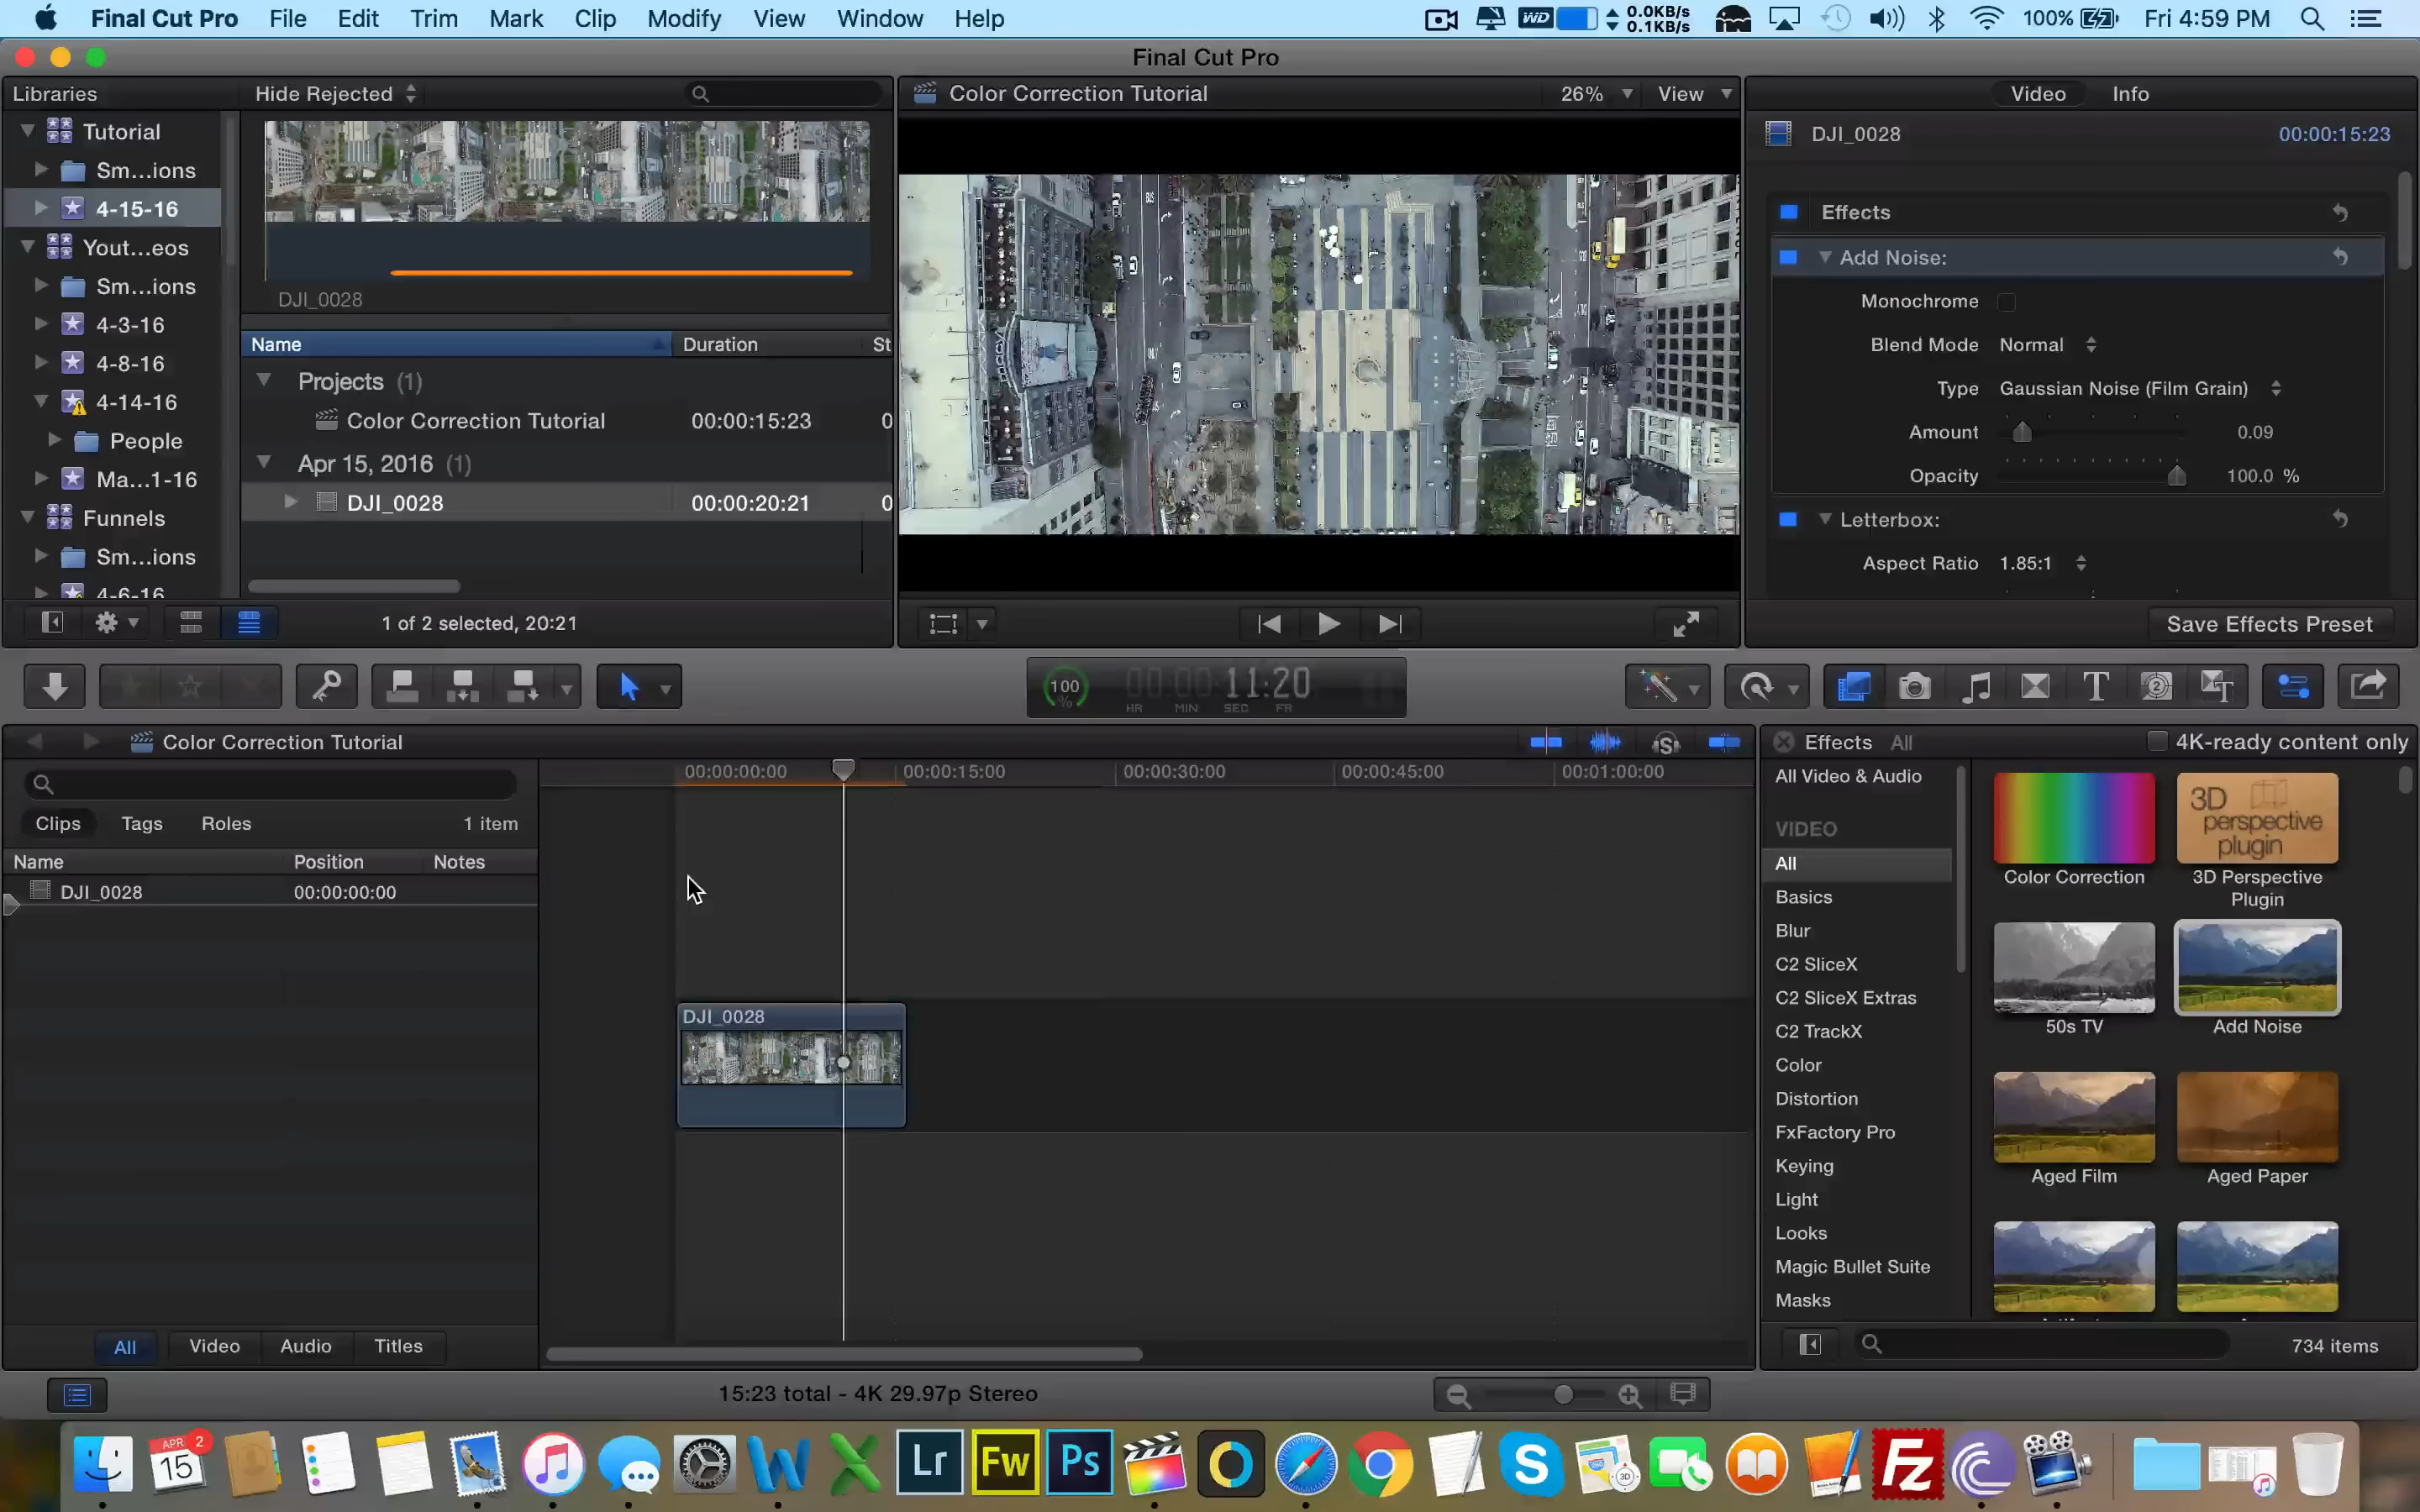 Final Cut Pro File Edit Trim Mark Clip Modify View Window Help
WD 0.0KB/s 0.1KB/s 100% Fri 4:59 PM
Final Cut Pro
Libraries
Hide Rejected
Tutorial
Sm...ions
4-15-16
Yout...eos
Sm...ions
4-3-16
4-8-16
4-14-16
People
Ma...1-16
Funnels
Sm...ions
4-6-16
DJI_0028
Name Duration St
Projects (1)
Color Correction Tutorial 00:00:15:23 0
Apr 15, 2016 (1)
DJI_0028 00:00:20:21 0
1 of 2 selected, 20:21
Color Correction Tutorial 26% View
Video Info
DJI_0028 00:00:15:23
Effects
Add Noise:
Monochrome
Blend Mode Normal
Type Gaussian Noise (Film Grain)
Amount 0.09
Opacity 100.0 %
Letterbox:
Aspect Ratio 1.85:1
Save Effects Preset
100 % 00:00:11:20
HR MIN SEC FR
Color Correction Tutorial
Clips Tags Roles 1 item
Name Position Notes
DJI_0028 00:00:00:00
All Video Audio Titles
00:00:00:00 00:00:15:00 00:00:30:00 00:00:45:00 00:01:00:00
DJI_0028
Effects All 4K-ready content only
All Video & Audio
VIDEO
All
Basics
Blur
C2 SliceX
C2 SliceX Extras
C2 TrackX
Color
Distortion
FxFactory Pro
Keying
Light
Looks
Magic Bullet Suite
Masks
3D
perspective
plugin
Color Correction
3D Perspective
Plugin
50s TV
Add Noise
Aged Film
Aged Paper
734 items
15:23 total - 4K 29.97p Stereo
APR 2
15
Lr
Fw
Ps
3D
Fz